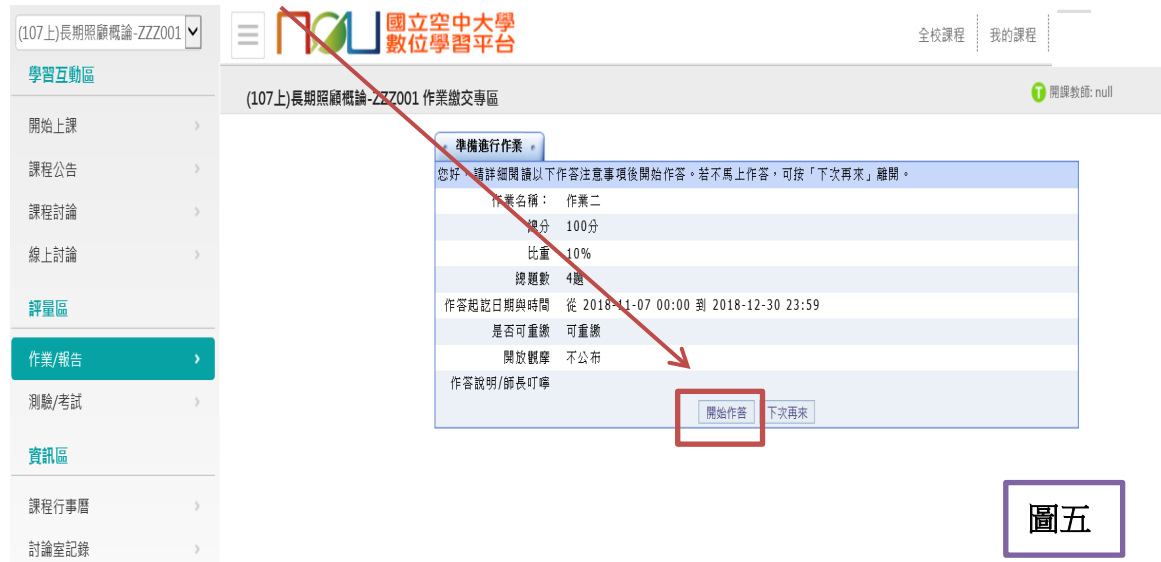 (107上)長期照顧概論-ZZZ001
學習互動區
開始上課
課程公告
課程討論
線上討論
評量區
作業/報告
測驗/考試
資訊區
課程行事曆
討論室記錄
nou 國立空中大學
數位學習平台
全校課程 我的課程
(107上)長期照顧概論-ZZZ001 作業繳交專區
T 開課教師: null
準備進行作業
您好，請詳細閱讀以下作答注意事項後開始作答。若不馬上作答，可按「下次再來」離開。
作業名稱： 作業二
總分 100分
比重 10%
總題數 4題
作答起訖日期與時間 從 2018-11-07 00:00 到 2018-12-30 23:59
是否可重繳 可重繳
開放觀摩 不公布
作答說明/師長叮嚀
開始作答 下次再來
圖五